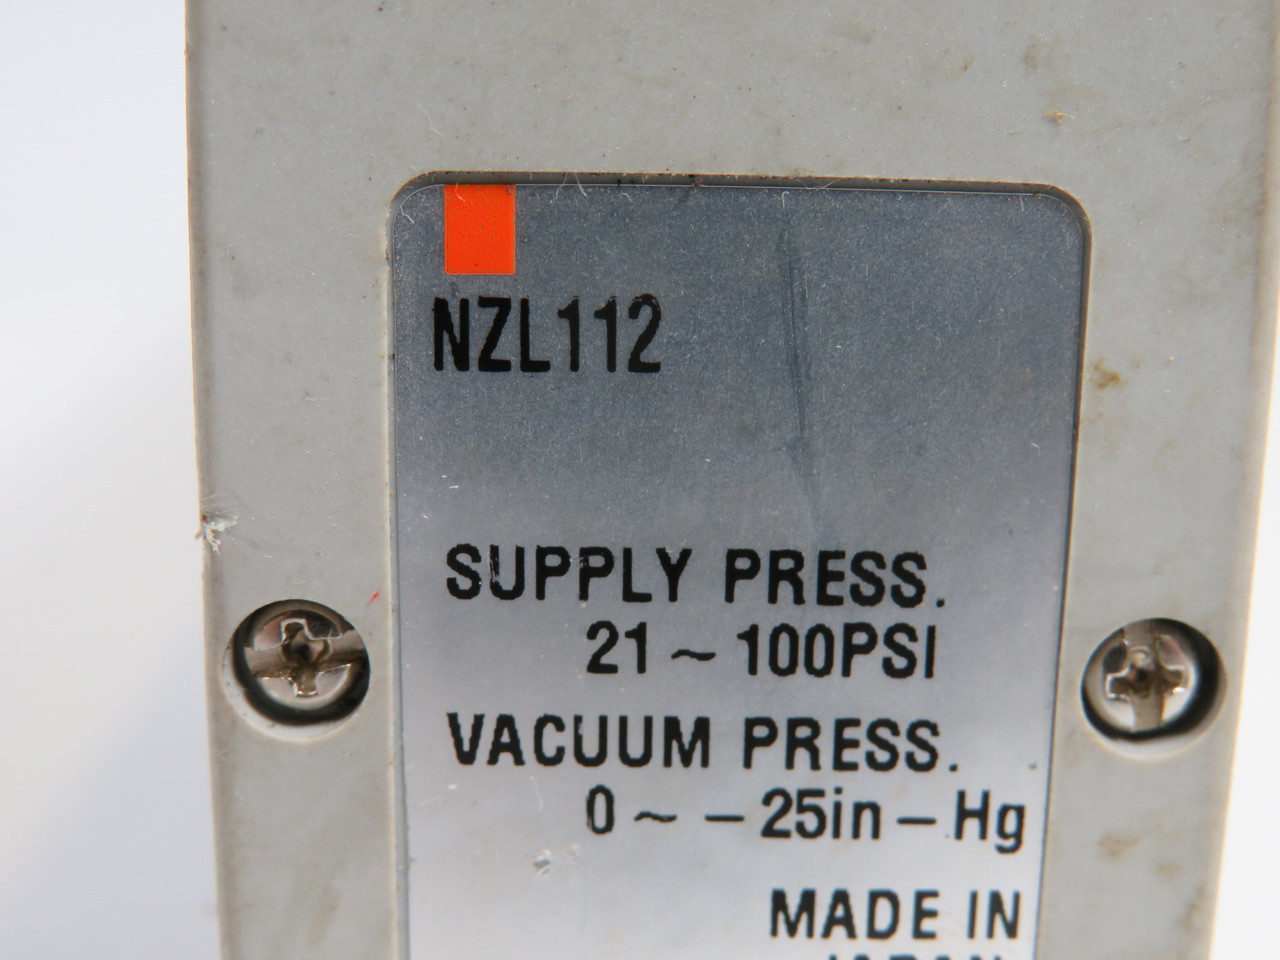 NZL112
SUPPLY PRESS.
21~100PSI
VACUUM PRESS.
0~-25in-Hg
MADE IN